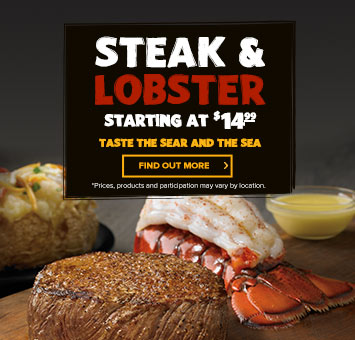 STEAK &
LOBSTER
STARTING AT $14.99
TASTE THE SEAR AND THE SEA
FIND OUT MORE >
*Prices, products and participation may vary by location.